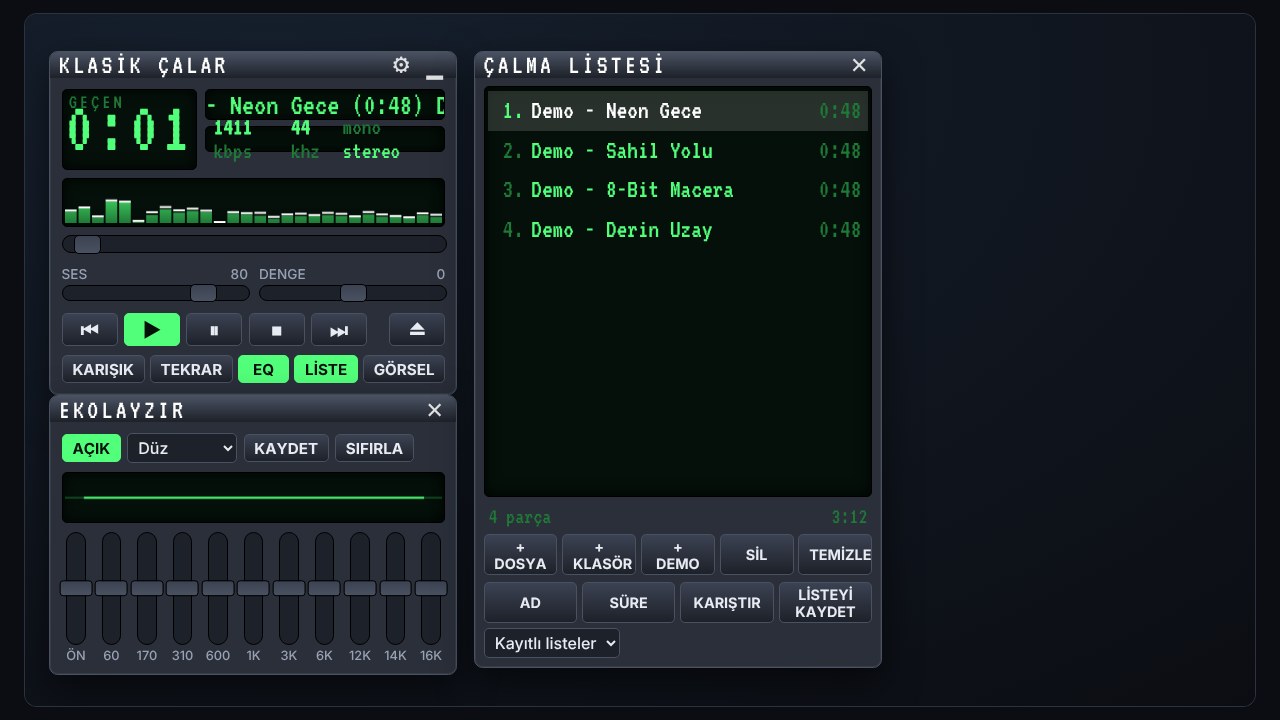 KLASİK ÇALAR
GEÇEN
0:01
- Neon Gece (0:48)
1411 kbps
44 khz
mono stereo
SES 80
DENGE 0
KARIŞIK TEKRAR EQ LİSTE GÖRSEL
EKOLAYZIR
AÇIK Düz KAYDET SIFIRLA
ÖN 60 170 310 600 1K 3K 6K 12K 14K 16K
ÇALMA LİSTESİ
1. Demo - Neon Gece 0:48
2. Demo - Sahil Yolu 0:48
3. Demo - 8-Bit Macera 0:48
4. Demo - Derin Uzay 0:48
4 parça 3:12
+ DOSYA
+ KLASÖR
+ DEMO
SİL
TEMİZLE
AD
SÜRE
KARIŞTIR
LİSTEYİ KAYDET
Kayıtlı listeler